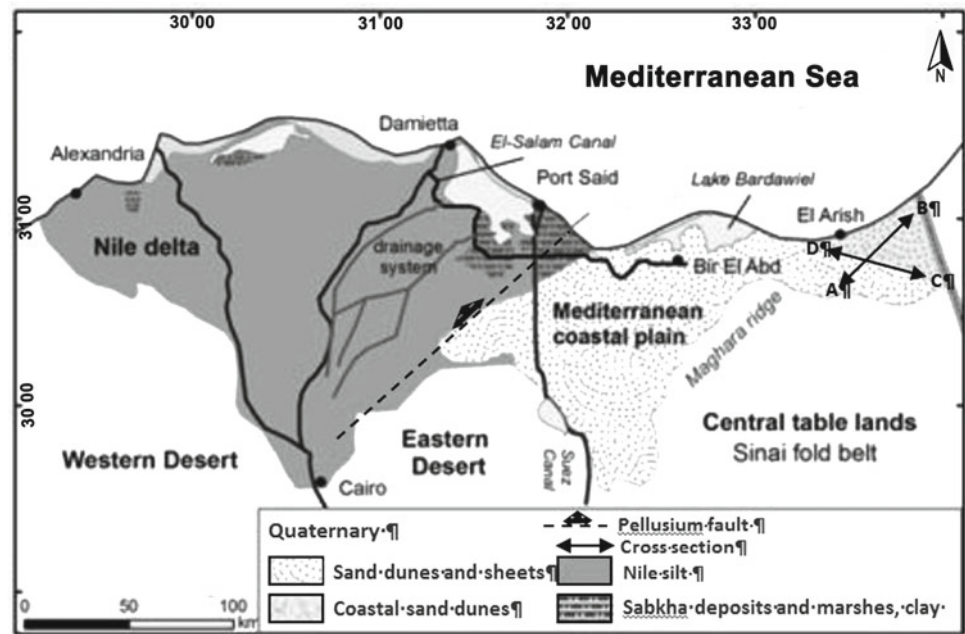 30°00 31°00 32°00 33°00
N
Mediterranean Sea
Damietta
El-Salam Canal
Alexandria
Port Said
Lake Bardawiel
El Arish
31°00
Nile delta
drainage
system
Bir El Abd
D¶
B¶
A¶
C¶
Mediterranean
coastal plain
Maghara ridge
30°00
Western Desert
Eastern
Desert
Central table lands
Sinai fold belt
Cairo
Suez
Canal
Quaternary·¶
Pellusium·fault·¶
Cross·section¶
Sand·dunes·and·sheets¶
Nile·silt·¶
Coastal·sand·dunes¶
Sabkha·deposits·and·marshes,·clay·
0 50 100
km